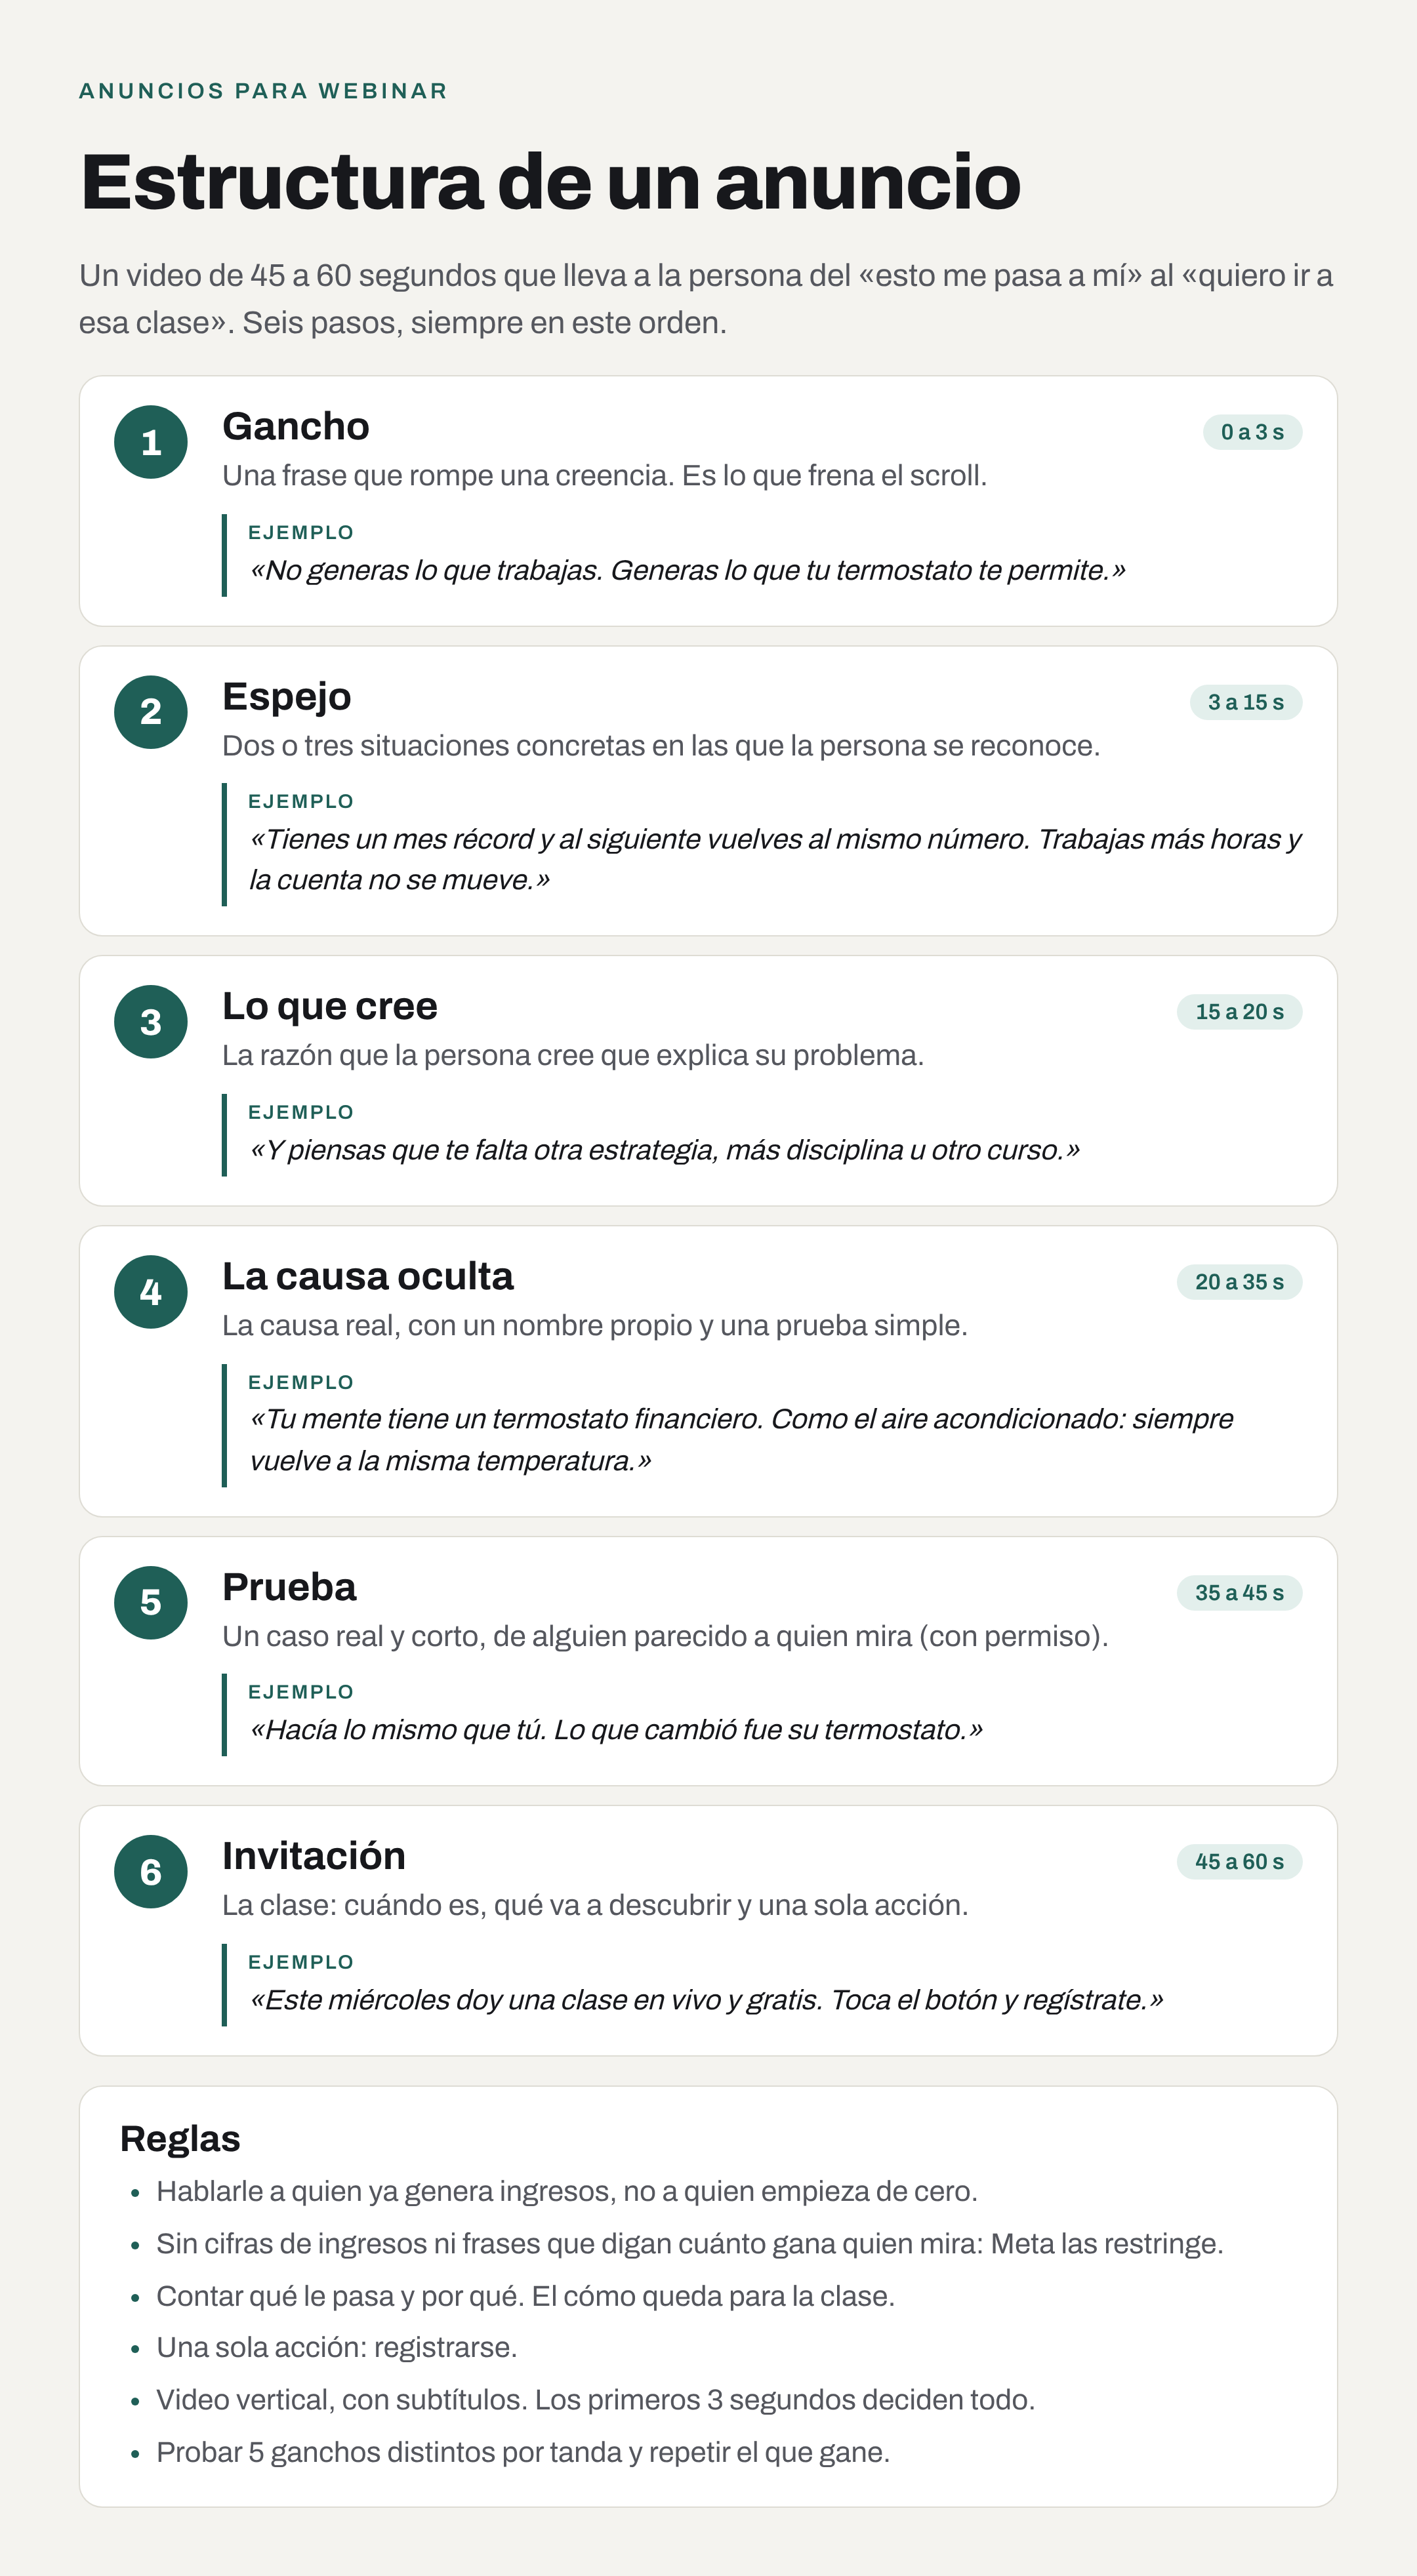 ANUNCIOS PARA WEBINAR
Estructura de un anuncio
Un video de 45 a 60 segundos que lleva a la persona del «esto me pasa a mí» al «quiero ir a
esa clase». Seis pasos, siempre en este orden.
1
Gancho
0 a 3 s
Una frase que rompe una creencia. Es lo que frena el scroll.
EJEMPLO
«No generas lo que trabajas. Generas lo que tu termostato te permite.»
2
Espejo
3 a 15 s
Dos o tres situaciones concretas en las que la persona se reconoce.
EJEMPLO
«Tienes un mes récord y al siguiente vuelves al mismo número. Trabajas más horas y
la cuenta no se mueve.»
3
Lo que cree
15 a 20 s
La razón que la persona cree que explica su problema.
EJEMPLO
«Y piensas que te falta otra estrategia, más disciplina u otro curso.»
4
La causa oculta
20 a 35 s
La causa real, con un nombre propio y una prueba simple.
EJEMPLO
«Tu mente tiene un termostato financiero. Como el aire acondicionado: siempre
vuelve a la misma temperatura.»
5
Prueba
35 a 45 s
Un caso real y corto, de alguien parecido a quien mira (con permiso).
EJEMPLO
«Hacía lo mismo que tú. Lo que cambió fue su termostato.»
6
Invitación
45 a 60 s
La clase: cuándo es, qué va a descubrir y una sola acción.
EJEMPLO
«Este miércoles doy una clase en vivo y gratis. Toca el botón y regístrate.»
Reglas
• Hablarle a quien ya genera ingresos, no a quien empieza de cero.
• Sin cifras de ingresos ni frases que digan cuánto gana quien mira: Meta las restringe.
• Contar qué le pasa y por qué. El cómo queda para la clase.
• Una sola acción: registrarse.
• Video vertical, con subtítulos. Los primeros 3 segundos deciden todo.
• Probar 5 ganchos distintos por tanda y repetir el que gane.